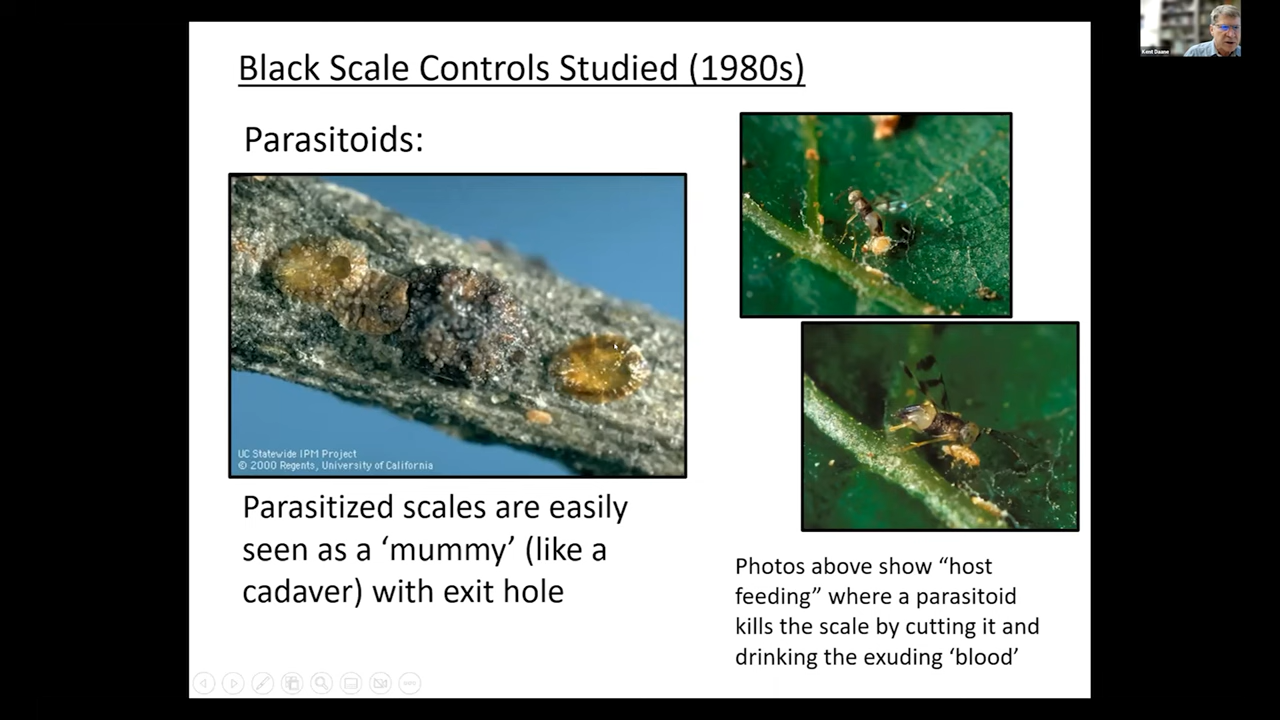 Black Scale Controls Studied (1980s)
Parasitoids:
UC Statewide IPM Project
© 2000 Regents, University of California
Parasitized scales are easily
seen as a ‘mummy’ (like a
cadaver) with exit hole
Photos above show “host
feeding” where a parasitoid
kills the scale by cutting it and
drinking the exuding ‘blood’
Kent Daane